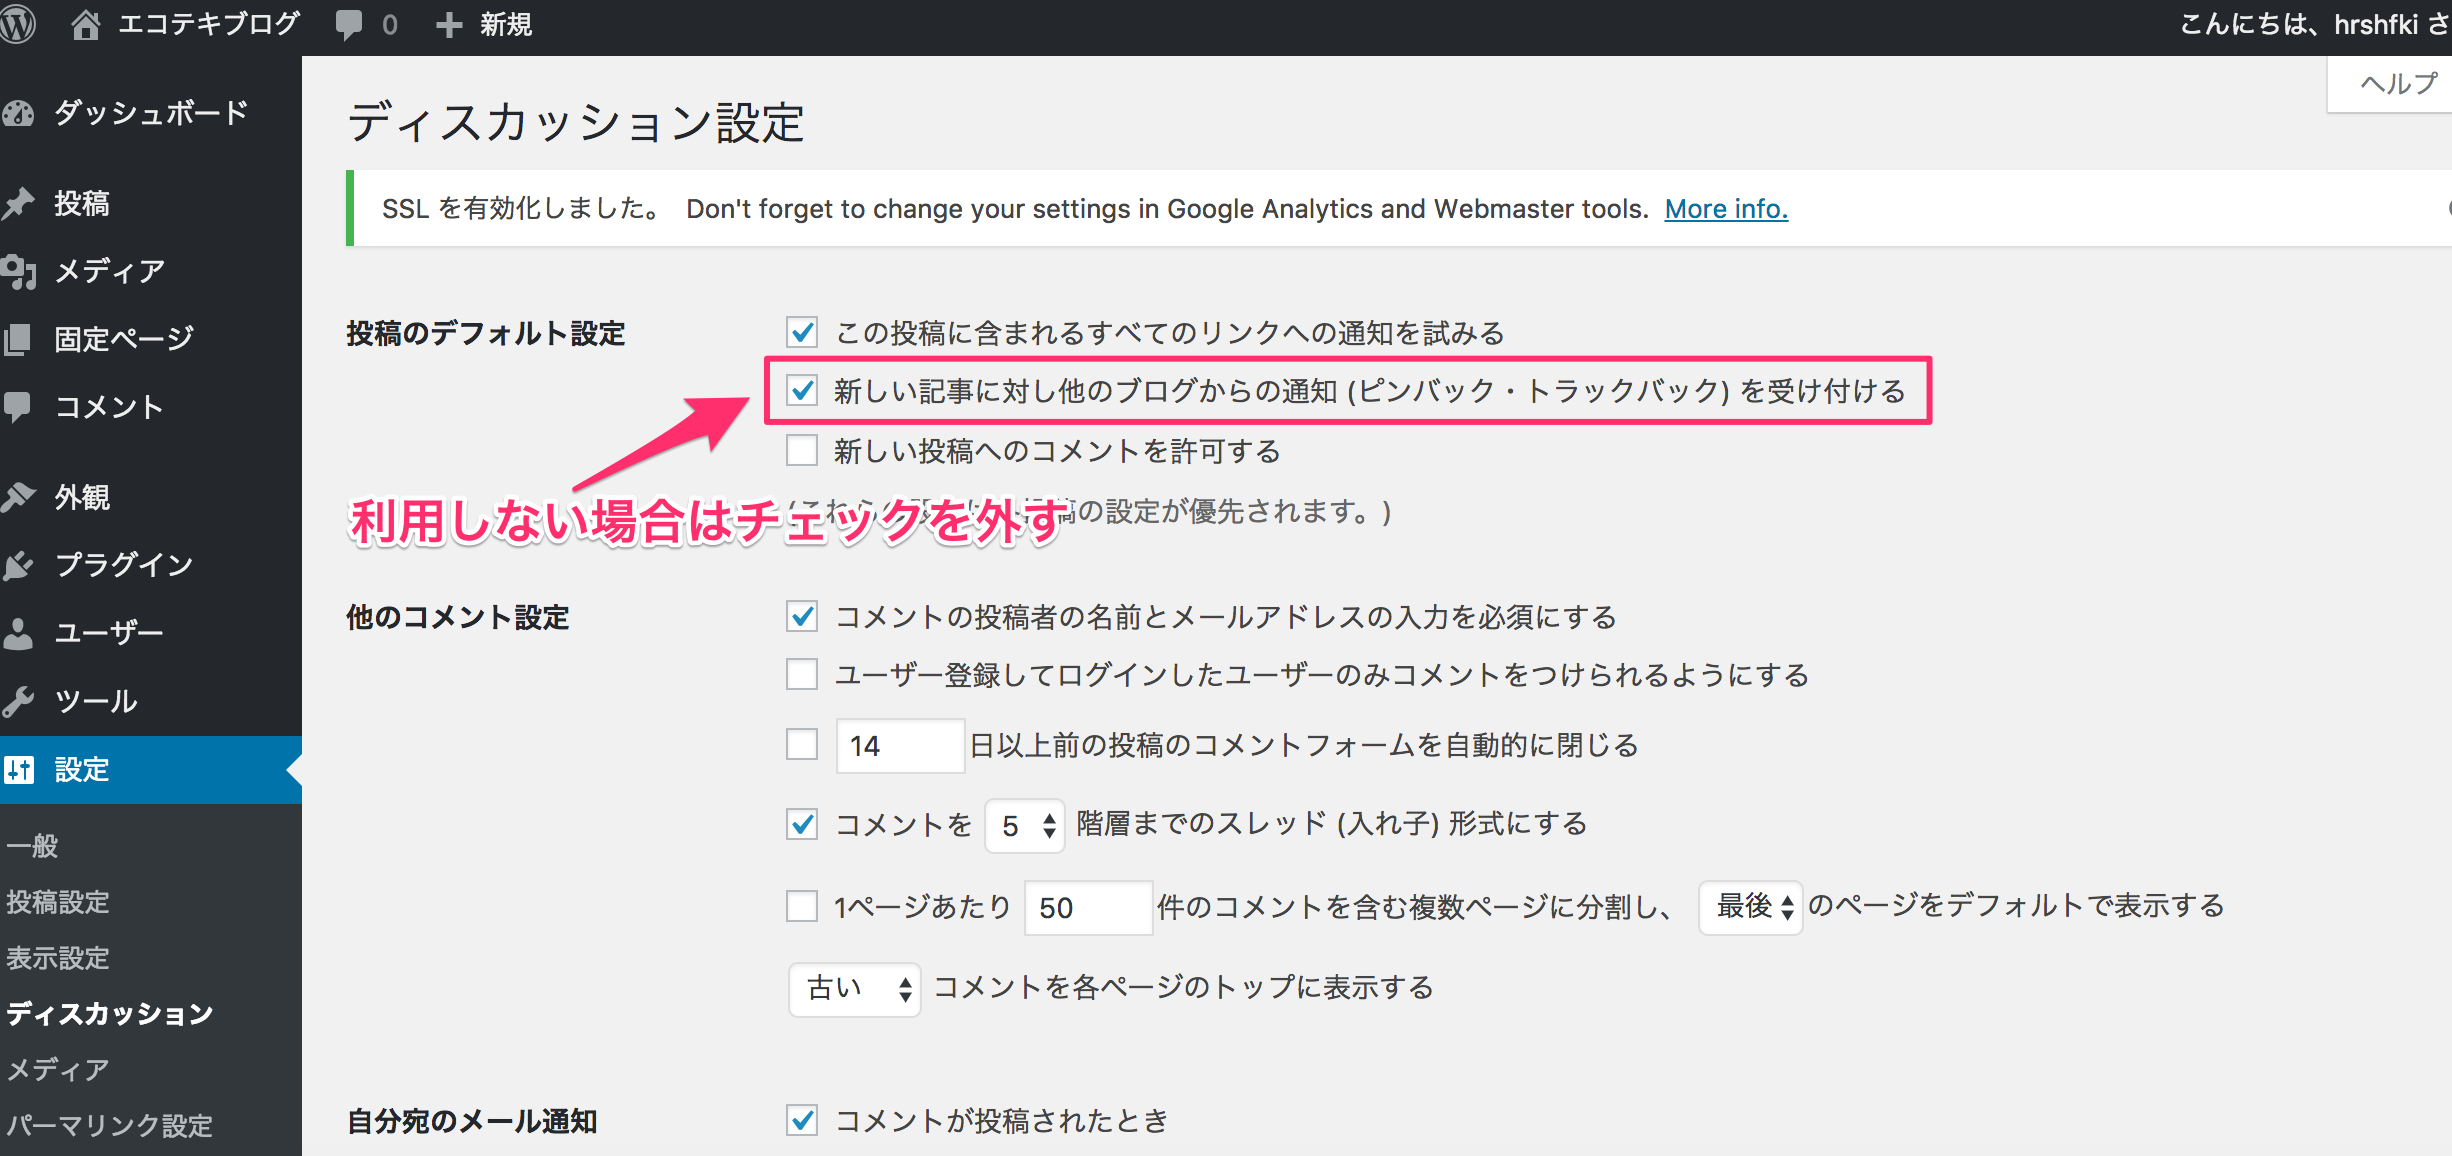 エコテキブログ 0 新規 こんにちは、hrshfki さ
ヘルプ
ダッシュボード
投稿
メディア
固定ページ
コメント
外観
プラグイン
ユーザー
ツール
設定
一般
投稿設定
表示設定
ディスカッション
メディア
パーマリンク設定
ディスカッション設定
SSL を有効化しました。 Don't forget to change your settings in Google Analytics and Webmaster tools. More info.
投稿のデフォルト設定
この投稿に含まれるすべてのリンクへの通知を試みる
新しい記事に対し他のブログからの通知 (ピンバック・トラックバック) を受け付ける
新しい投稿へのコメントを許可する
の設定が優先されます。)
利用しない場合はチェックを外す
他のコメント設定
コメントの投稿者の名前とメールアドレスの入力を必須にする
ユーザー登録してログインしたユーザーのみコメントをつけられるようにする
14 日以上前の投稿のコメントフォームを自動的に閉じる
コメントを 5 階層までのスレッド (入れ子) 形式にする
1ページあたり 50 件のコメントを含む複数ページに分割し、 最後 のページをデフォルトで表示する
古い コメントを各ページのトップに表示する
自分宛のメール通知
コメントが投稿されたとき